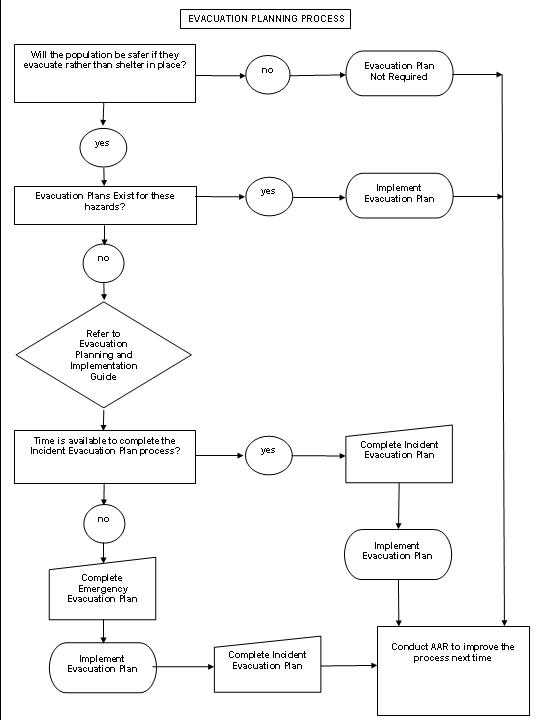 EVACUATION PLANNING PROCESS
Will the population be safer if they
evacuate rather than shelter in place?
no
Evacuation Plan
Not Required
yes
Evacuation Plans Exist for these
hazards?
yes
Implement
Evacuation Plan
no
Refer to
Evacuation
Planning and
Implementation
Guide
Time is available to complete the
Incident Evacuation Plan process?
yes
Complete Incident
Evacuation Plan
no
Implement
Evacuation Plan
Complete
Emergency
Evacuation Plan
Implement
Evacuation Plan
Complete Incident
Evacuation Plan
Conduct AAR to improve the
process next time